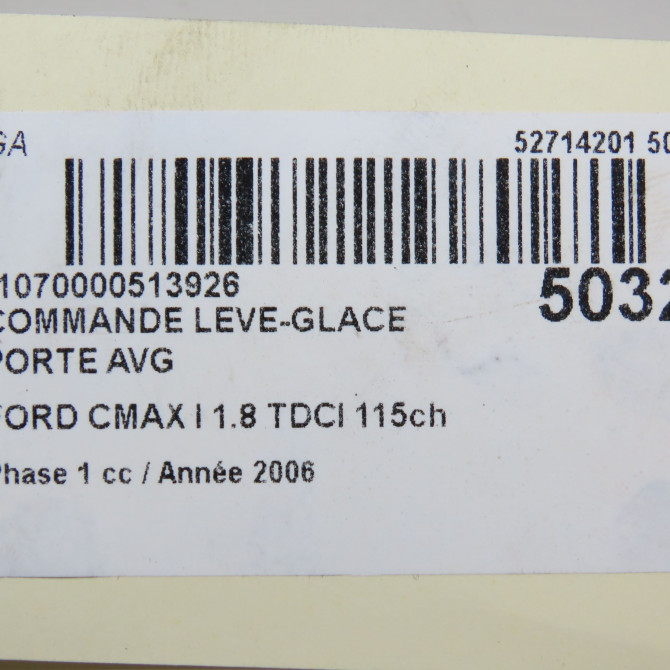 GA 52714201 50
1070000513926
5032
COMMANDE LEVE-GLACE
PORTE AVG
FORD CMAX I 1.8 TDCI 115ch
Phase 1 cc / Année 2006